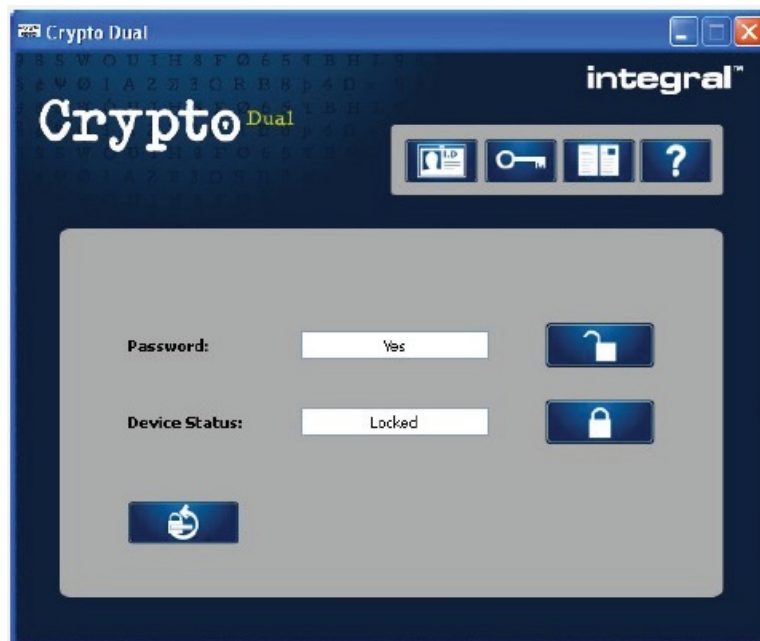 Crypto Dual
integral™
Crypto Dual
I.D
?
Password: Yes
Device Status: Locked